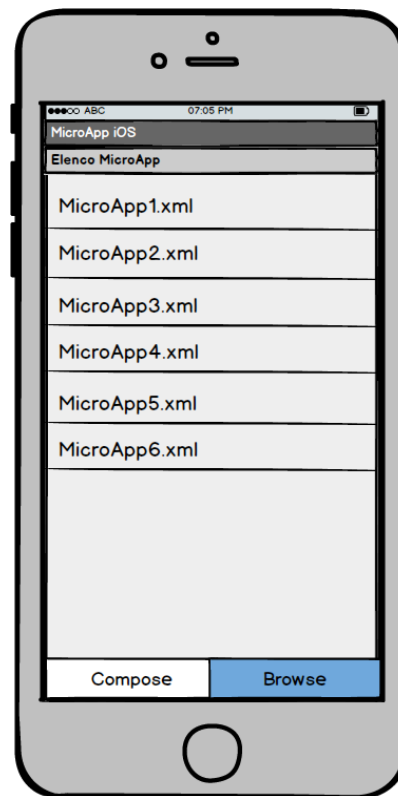 ABC 07:05 PM
MicroApp iOS
Elenco MicroApp
MicroApp1.xml
MicroApp2.xml
MicroApp3.xml
MicroApp4.xml
MicroApp5.xml
MicroApp6.xml
Compose Browse